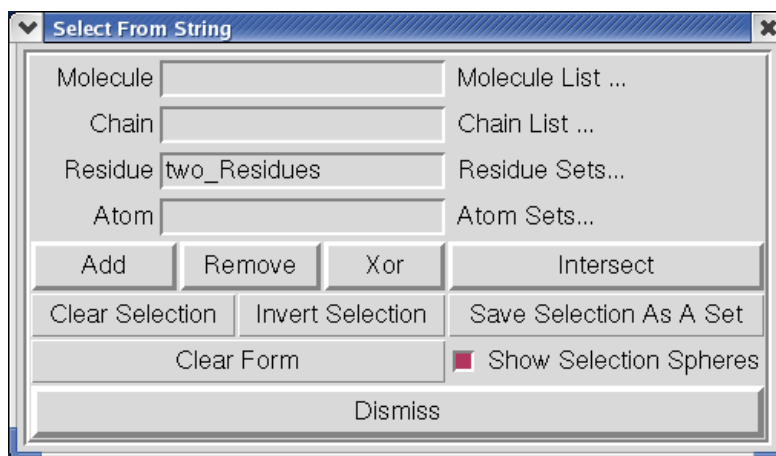 Select From String
Molecule Molecule List ...
Chain Chain List ...
Residue two_Residues Residue Sets...
Atom Atom Sets...
Add Remove Xor Intersect
Clear Selection Invert Selection Save Selection As A Set
Clear Form Show Selection Spheres
Dismiss